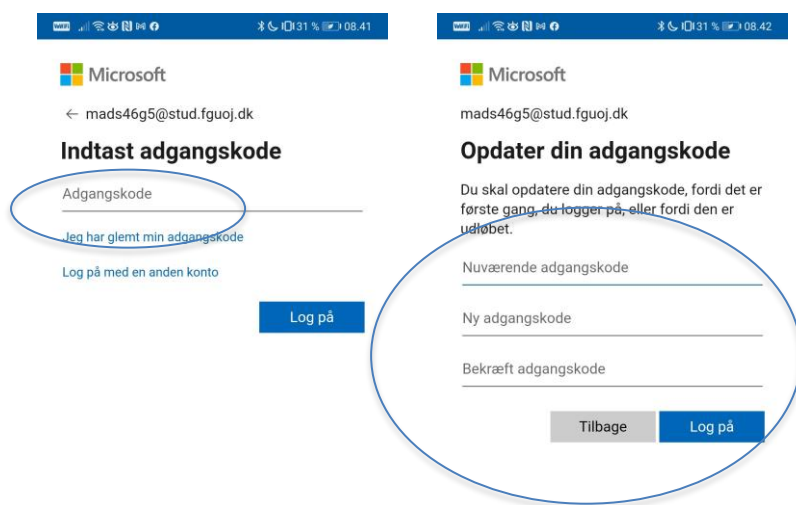 31 % 08.41
Microsoft
← mads46g5@stud.fguoj.dk
Indtast adgangskode
Adgangskode
Jeg har glemt min adgangskode
Log på med en anden konto
Log på
31 % 08.42
Microsoft
mads46g5@stud.fguoj.dk
Opdater din adgangskode
Du skal opdatere din adgangskode, fordi det er
første gang, du logger på, eller fordi den er
udløbet.
Nuværende adgangskode
Ny adgangskode
Bekræft adgangskode
Tilbage
Log på